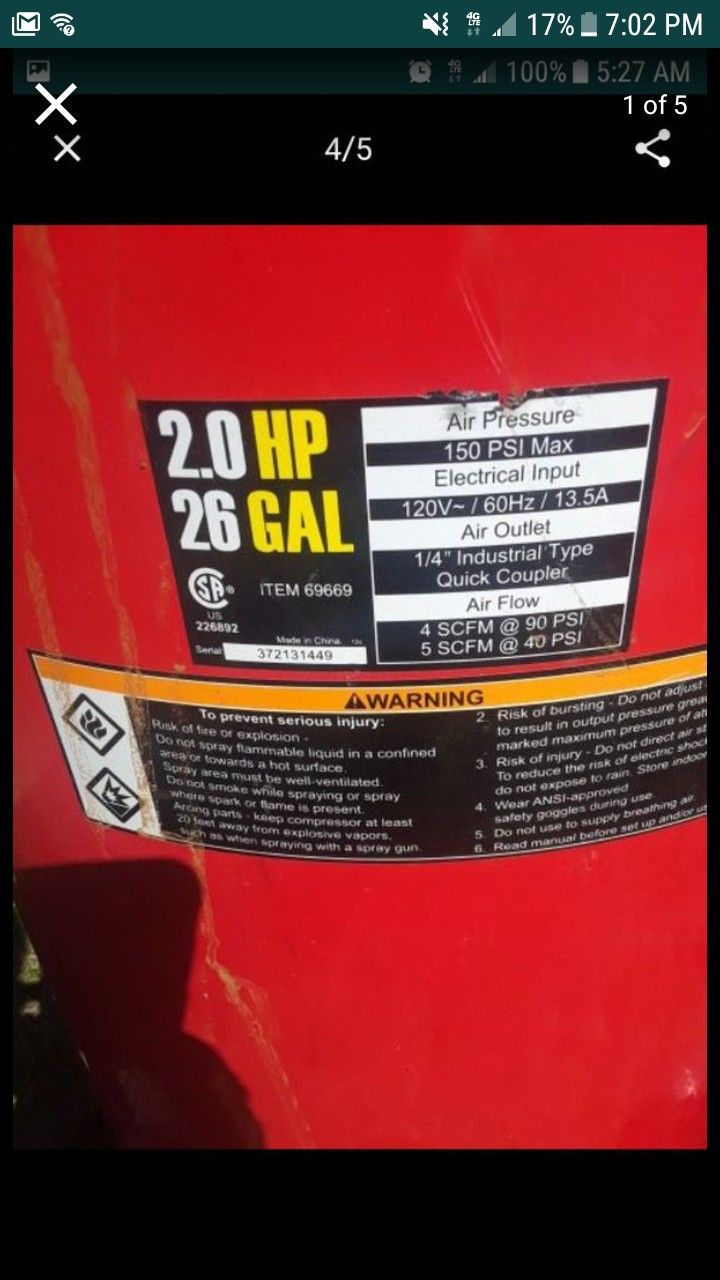 4G LTE 17% 7:02 PM
4G LTE 100% 5:27 AM
1 of 5
4/5
2.0 HP
26 GAL
SA®
US
226892
ITEM 69669
Made in China.
Serial 372131449
Air Pressure
150 PSI Max
Electrical Input
120V~ / 60Hz / 13.5A
Air Outlet
1/4" Industrial Type
Quick Coupler
Air Flow
4 SCFM @ 90 PSI
5 SCFM @ 40 PSI
WARNING
To prevent serious injury:
Risk of fire or explosion -
Do not spray flammable liquid in a confined
area or towards a hot surface.
Spray area must be well-ventilated.
Do not smoke while spraying or spray
where spark or flame is present.
Arcing parts - keep compressor at least
20 feet away from explosive vapors,
such as when spraying with a spray gun.
2. Risk of bursting - Do not adjust
to result in output pressure
marked maximum pressure of
3. Risk of injury - Do not direct air
To reduce the risk of electric
do not expose to rain. Store
4. Wear ANSI-approved
safety goggles during use.
5. Do not use to supply breathing air.
6. Read manual before set up and/or